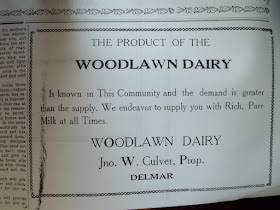 THE PRODUCT OF THE
WOODLAWN DAIRY
Is known in This Community and the demand is greater
than the supply. We endeavor to supply you with Rich, Pure
Milk at all Times.
WOODLAWN DAIRY
Jno. W. Culver, Prop.
DELMAR